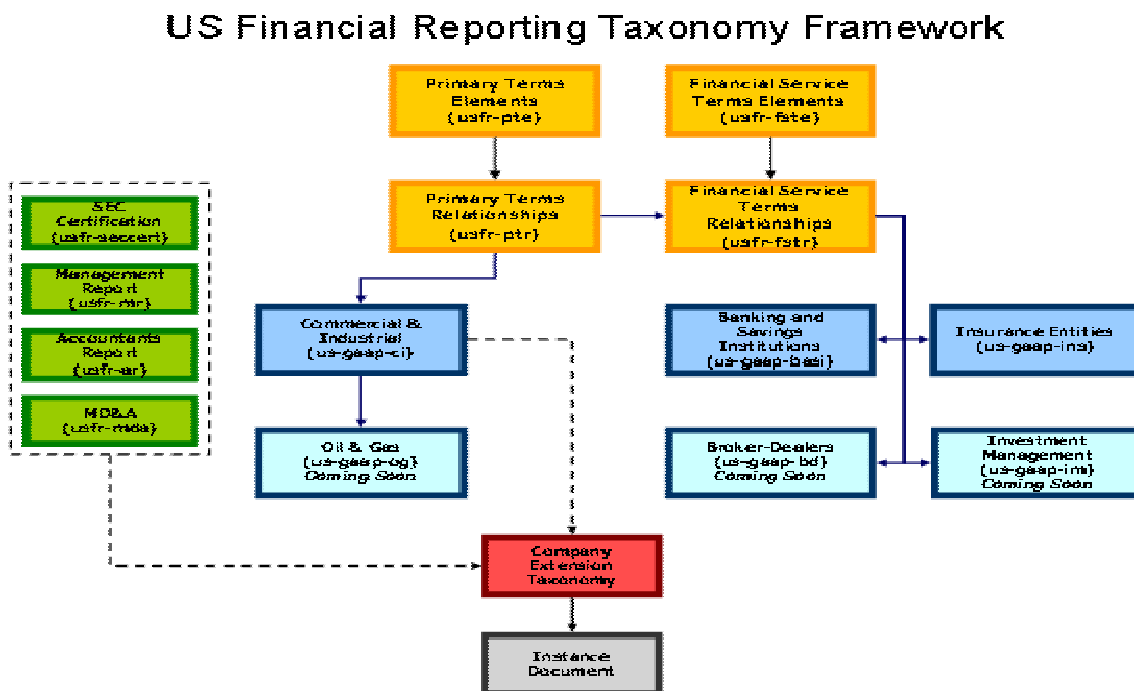 US Financial Reporting Taxonomy Framework
Primary Terms
Elements
(usfr-pte)
Financial Service
Terms Elements
(usfr-fste)
Primary Terms
Relationships
(usfr-ptr)
Financial Service
Terms
Relationships
(usfr-fstr)
SEC
Certification
(usfr-seccert)
Management
Report
(usfr-mr)
Accountants
Report
(usfr-ar)
MD&A
(usfr-mda)
Commercial &
Industrial
(us-gaap-ci)
Banking and
Savings
Institutions
(us-gaap-basi)
Insurance Entities
(us-gaap-ins)
Oil & Gas
(us-gaap-og)
Coming Soon
Broker-Dealers
(us-gaap-bd)
Coming Soon
Investment
Management
(us-gaap-im)
Coming Soon
Company
Extension
Taxonomy
Instance
Document